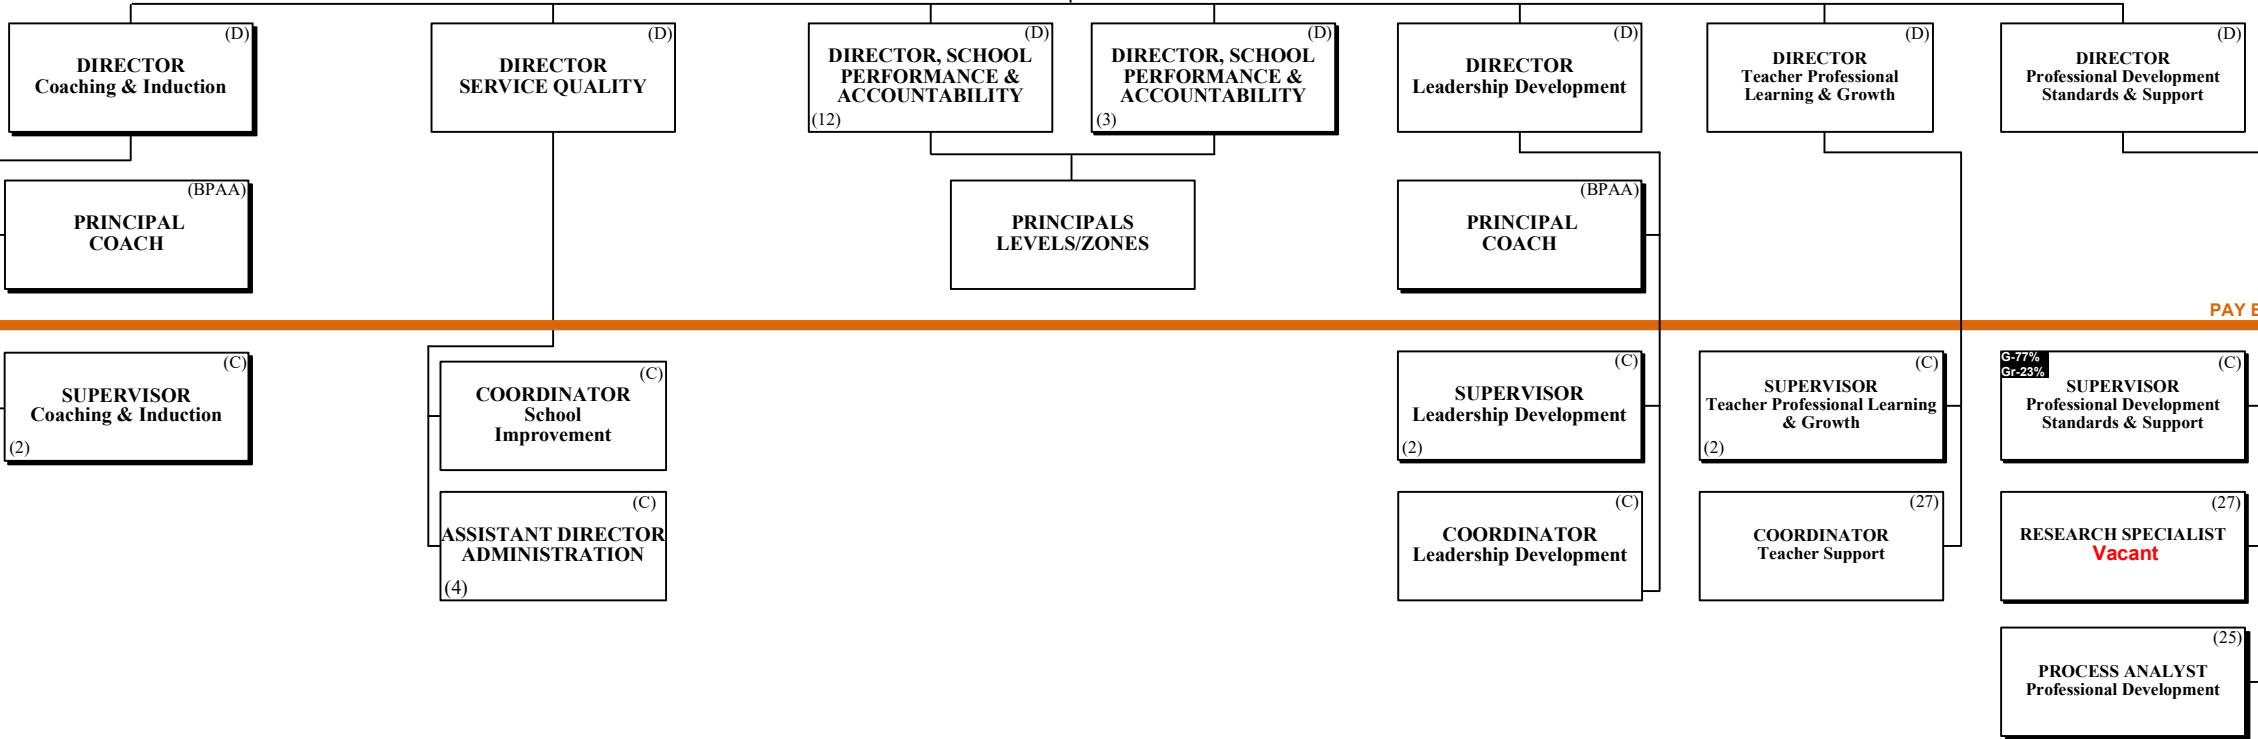 (D)
DIRECTOR
Coaching & Induction
(D)
DIRECTOR
SERVICE QUALITY
(D)
DIRECTOR, SCHOOL
PERFORMANCE &
ACCOUNTABILITY
(12)
(D)
DIRECTOR, SCHOOL
PERFORMANCE &
ACCOUNTABILITY
(3)
(D)
DIRECTOR
Leadership Development
(D)
DIRECTOR
Teacher Professional
Learning & Growth
(D)
DIRECTOR
Professional Development
Standards & Support
(BPAA)
PRINCIPAL
COACH
PRINCIPALS
LEVELS/ZONES
(BPAA)
PRINCIPAL
COACH
PAY
(C)
SUPERVISOR
Coaching & Induction
(2)
(C)
COORDINATOR
School
Improvement
(C)
SUPERVISOR
Leadership Development
(2)
(C)
SUPERVISOR
Teacher Professional Learning
& Growth
(2)
G-77%
Gr-23%
(C)
SUPERVISOR
Professional Development
Standards & Support
(C)
ASSISTANT DIRECTOR
ADMINISTRATION
(4)
(C)
COORDINATOR
Leadership Development
(27)
COORDINATOR
Teacher Support
(27)
RESEARCH SPECIALIST
Vacant
(25)
PROCESS ANALYST
Professional Development